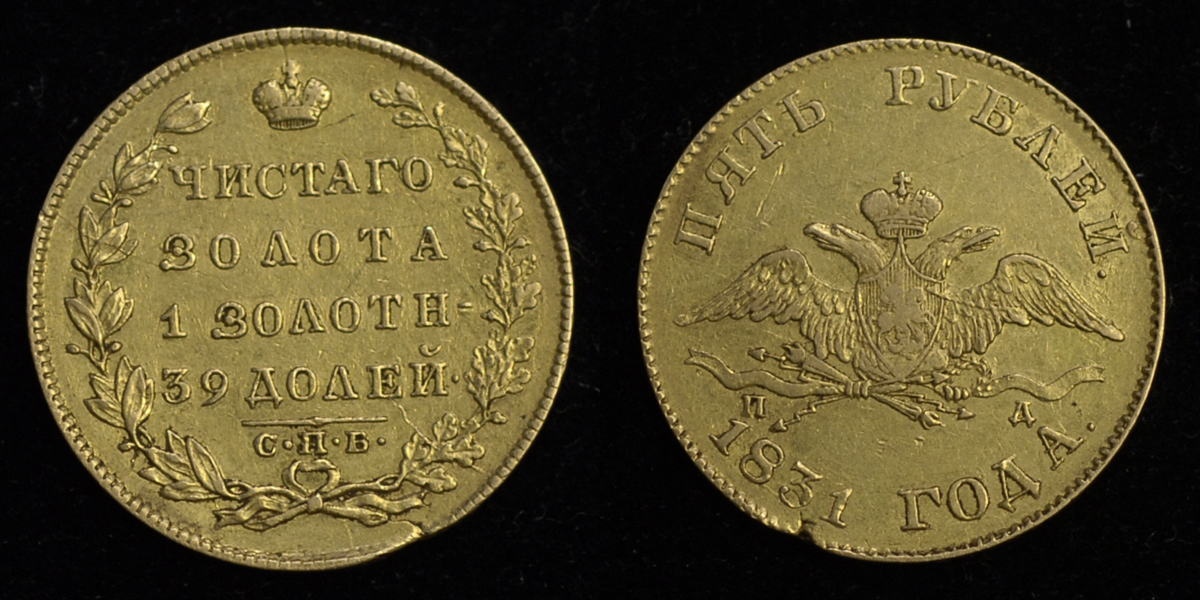 ЧИСТАГО
ЗОЛОТА
1 ЗОЛОТН-
39 ДОЛЕЙ·
С·П·Б·
ПЯТЬ РУБЛЕЙ.
П Д
1831 ГОДА.